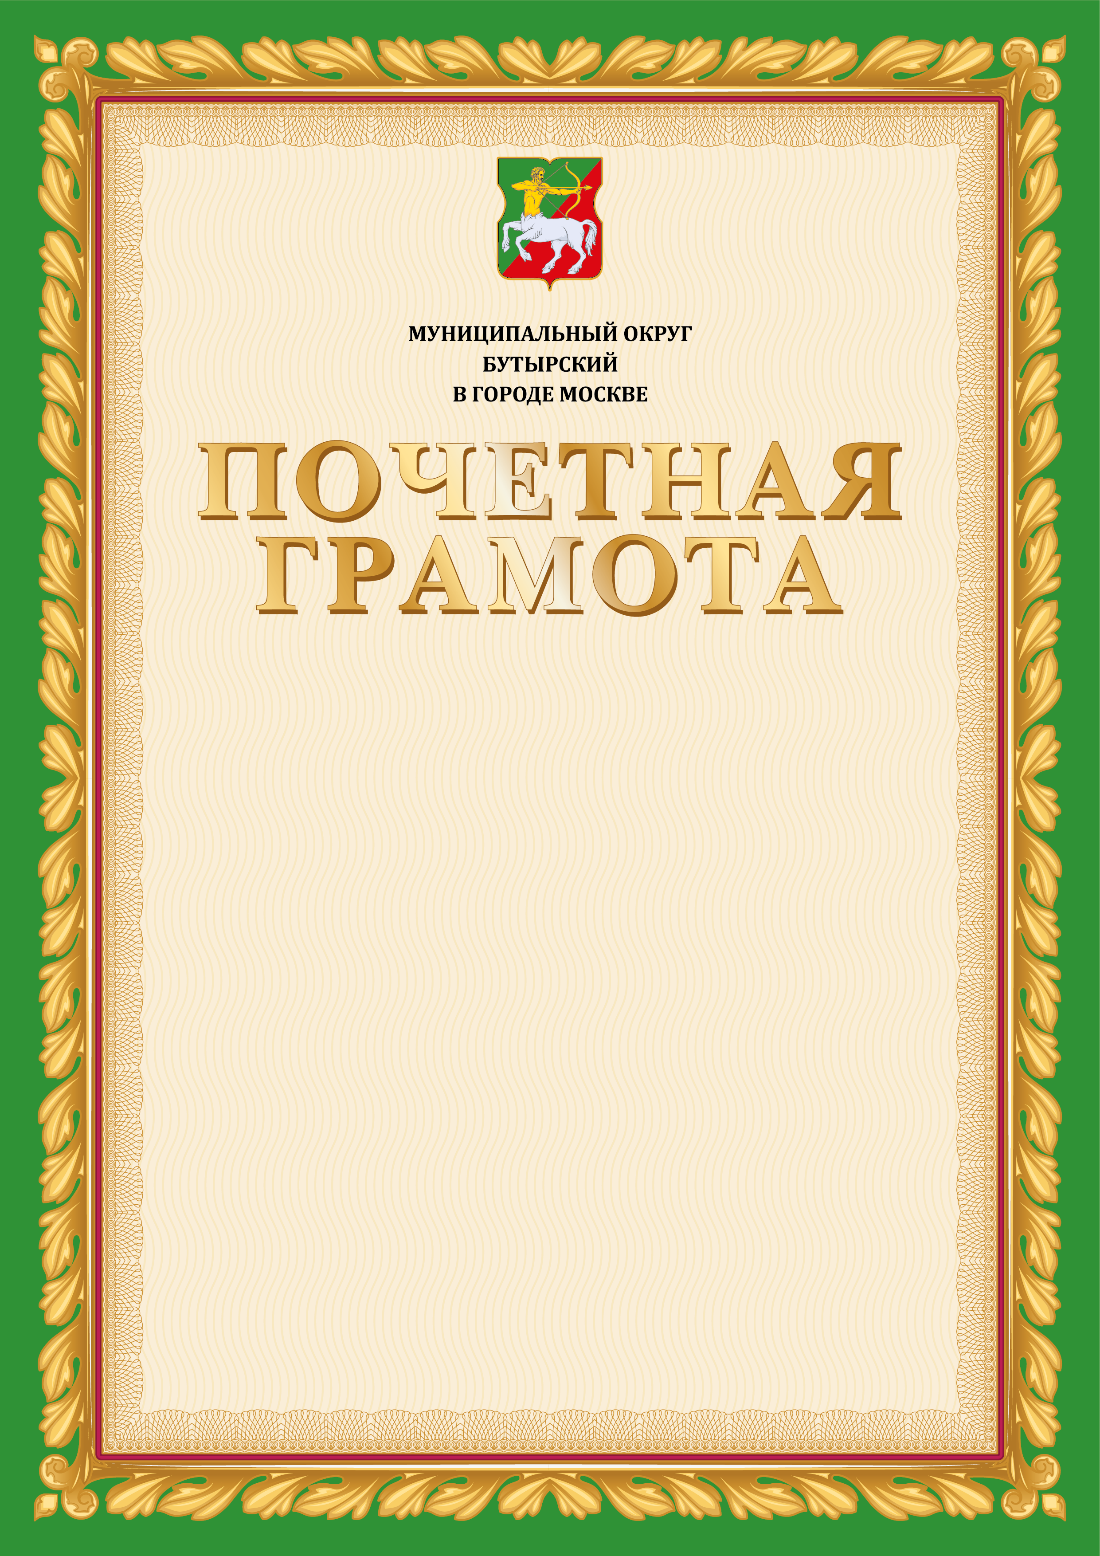 МУНИЦИПАЛЬНЫЙ ОКРУГ
БУТЫРСКИЙ
В ГОРОДЕ МОСКВЕ
ПОЧЕТНАЯ
ГРАМОТА